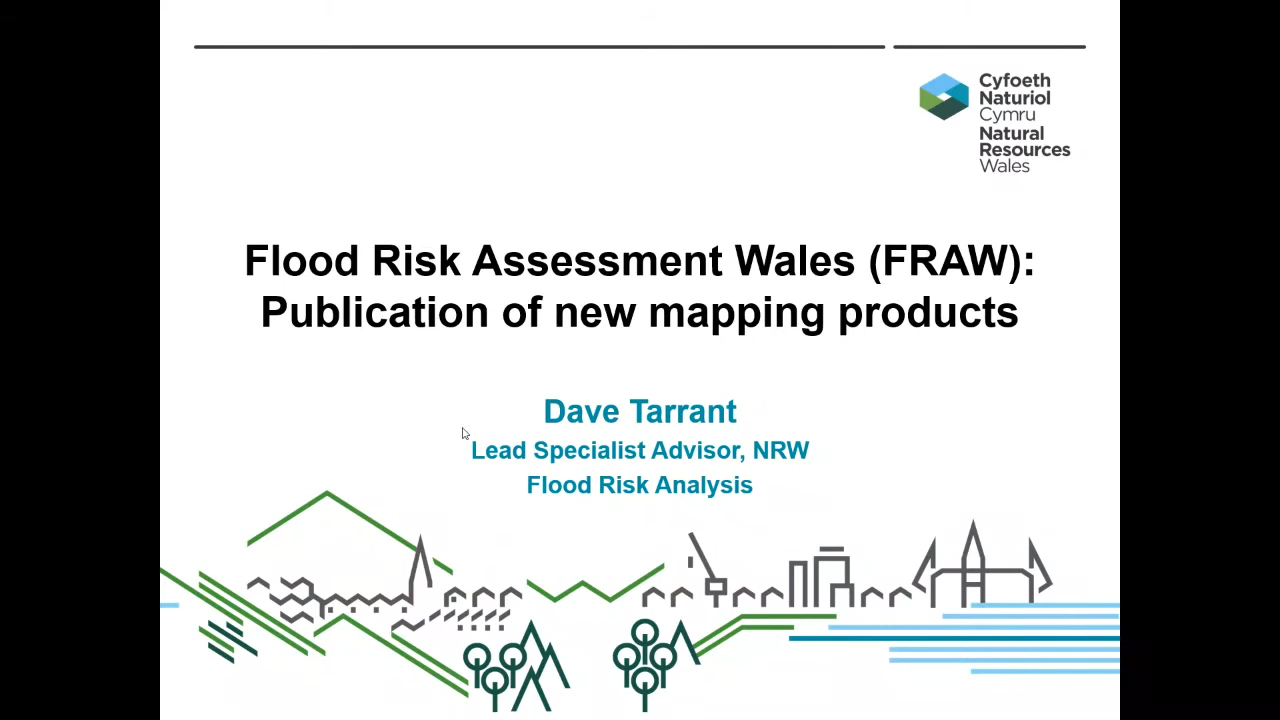 Cyfoeth
Naturiol
Cymru
Natural
Resources
Wales
Flood Risk Assessment Wales (FRAW):
Publication of new mapping products
Dave Tarrant
Lead Specialist Advisor, NRW
Flood Risk Analysis